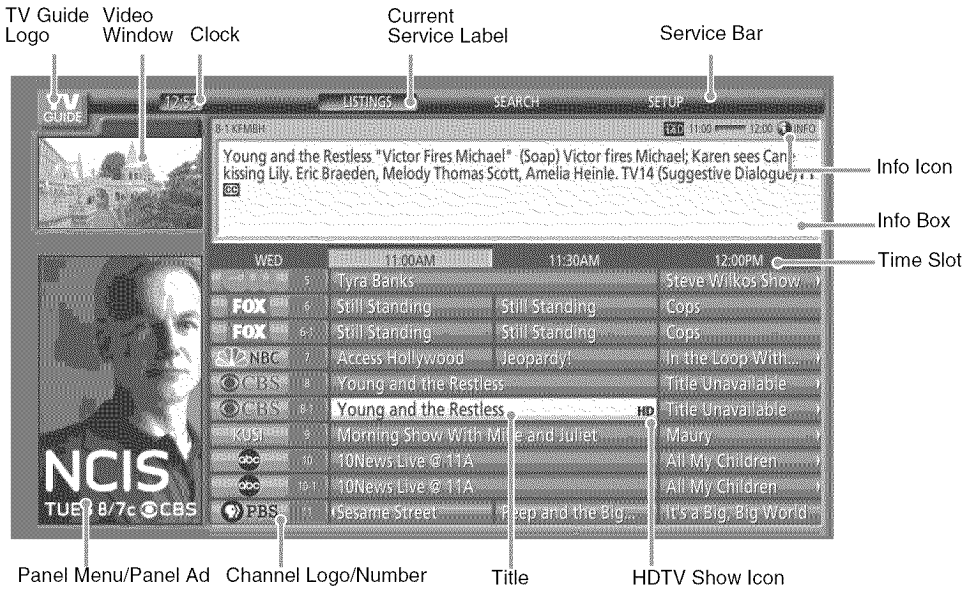 TV Guide Logo
Video Window
Clock
Current Service Label
Service Bar
TV GUIDE
12:53
LISTINGS
SEARCH
SETUP
8-1 KFMBH
11:00
12:00
INFO
Young and the Restless "Victor Fires Michael" (Soap) Victor fires Michael; Karen sees Cane
kissing Lily. Eric Braeden, Melody Thomas Scott, Amelia Heinle. TV14 (Suggestive Dialogue)
CC
Info Icon
Info Box
Time Slot
WED 11:00AM 11:30AM 12:00PM
5 Tyra Banks Steve Wilkos Show
FOX 6 Still Standing Still Standing Cops
FOX 6-1 Still Standing Still Standing Cops
NBC 7 Access Hollywood Jeopardy! In the Loop With...
CBS 8 Young and the Restless Title Unavailable
CBS 8-1 Young and the Restless HD Title Unavailable
KUSI 9 Morning Show With Mike and Juliet Maury
abc 10 10News Live @ 11A All My Children
abc 10-1 10News Live @ 11A All My Children
PBS 11 Sesame Street Peep and the Big... It's a Big, Big World
NCIS
TUES 8/7c CBS
Panel Menu/Panel Ad
Channel Logo/Number
Title
HDTV Show Icon